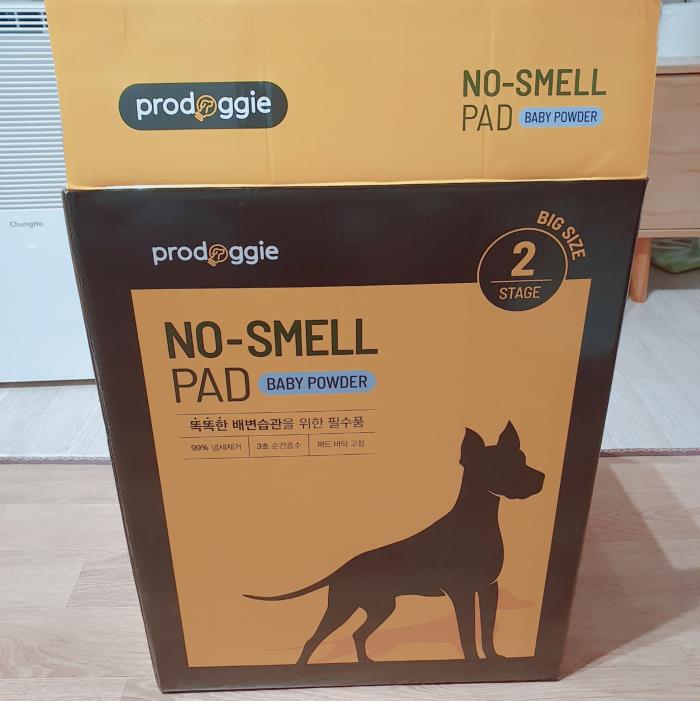 prodoggie
NO-SMELL
PAD BABY POWDER
ChungHo
prodoggie
BIG SIZE
2
STAGE
NO-SMELL
PAD BABY POWDER
똑똑한 배변습관을 위한 필수품
99% 냄새제거 3초 순간흡수 패드 바닥 고정